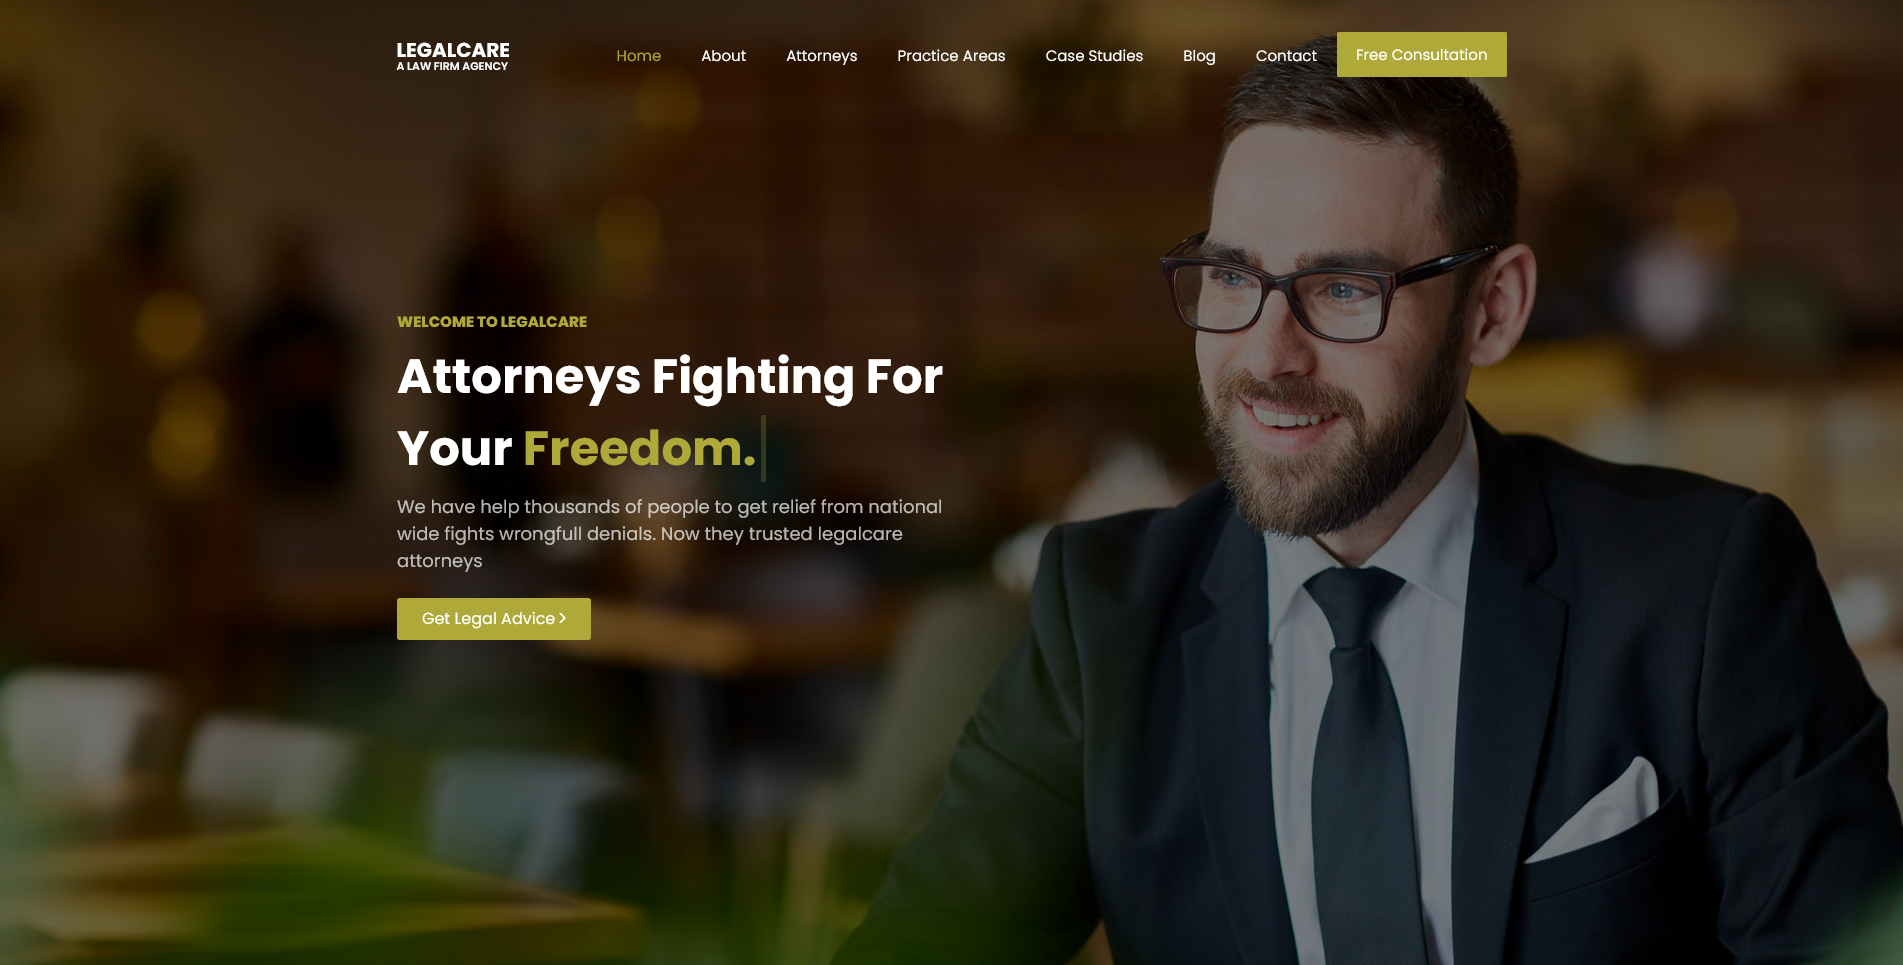 LEGALCARE
A LAW FIRM AGENCY
Home About Attorneys Practice Areas Case Studies Blog Contact Free Consultation
WELCOME TO LEGALCARE
Attorneys Fighting For
Your Freedom.
We have help thousands of people to get relief from national
wide fights wrongfull denials. Now they trusted legalcare
attorneys
Get Legal Advice >